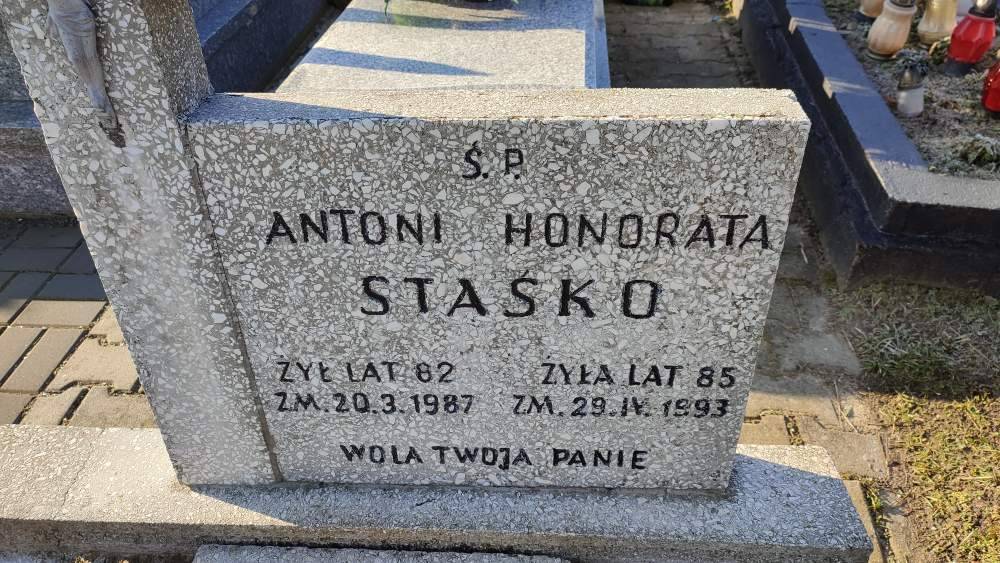 Ś. P.
ANTONI HONORATA
STAŚKO
ŻYŁ LAT 82 ŻYŁA LAT 85
ZM. 20.3.1987 ZM. 29.IV.1993
WOLA TWOJA PANIE